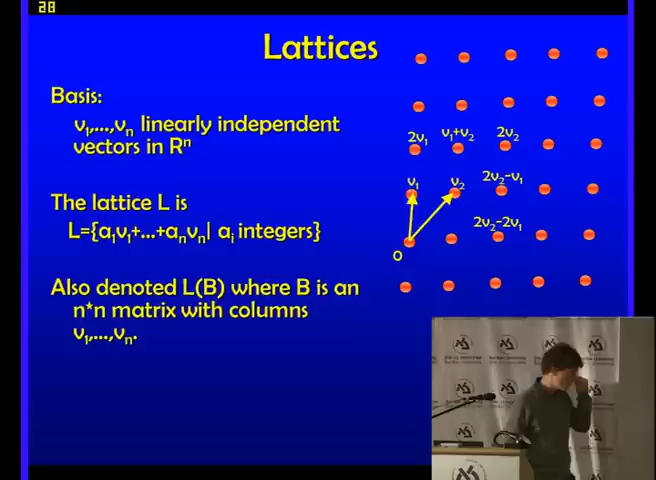 28
Lattices
Basis:
v₁,...,vₙ linearly independent
vectors in Rⁿ
2v₁
v₁+v₂
2v₂
v₁
v₂
2v₂-v₁
The lattice L is
L={a₁v₁+...+aₙvₙ| aᵢ integers}
2v₂-2v₁
0
Also denoted L(B) where B is an
n*n matrix with columns
v₁,...,vₙ.